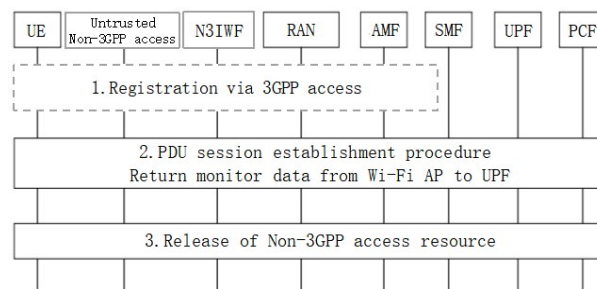 UE
Untrusted
Non-3GPP access
N3IWF
RAN
AMF
SMF
UPF
PCF
1.Registration via 3GPP access
2.PDU session establishment procedure
Return monitor data from Wi-Fi AP to UPF
3.Release of Non-3GPP access resource